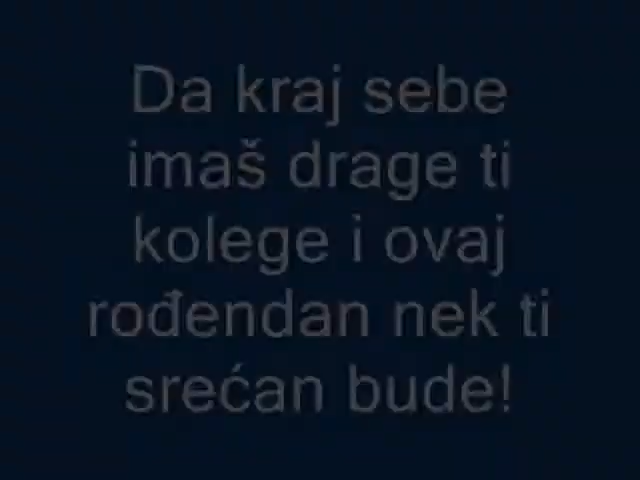 Da kraj sebe
imaš drage ti
kolege i ovaj
rođendan nek ti
srećan bude!